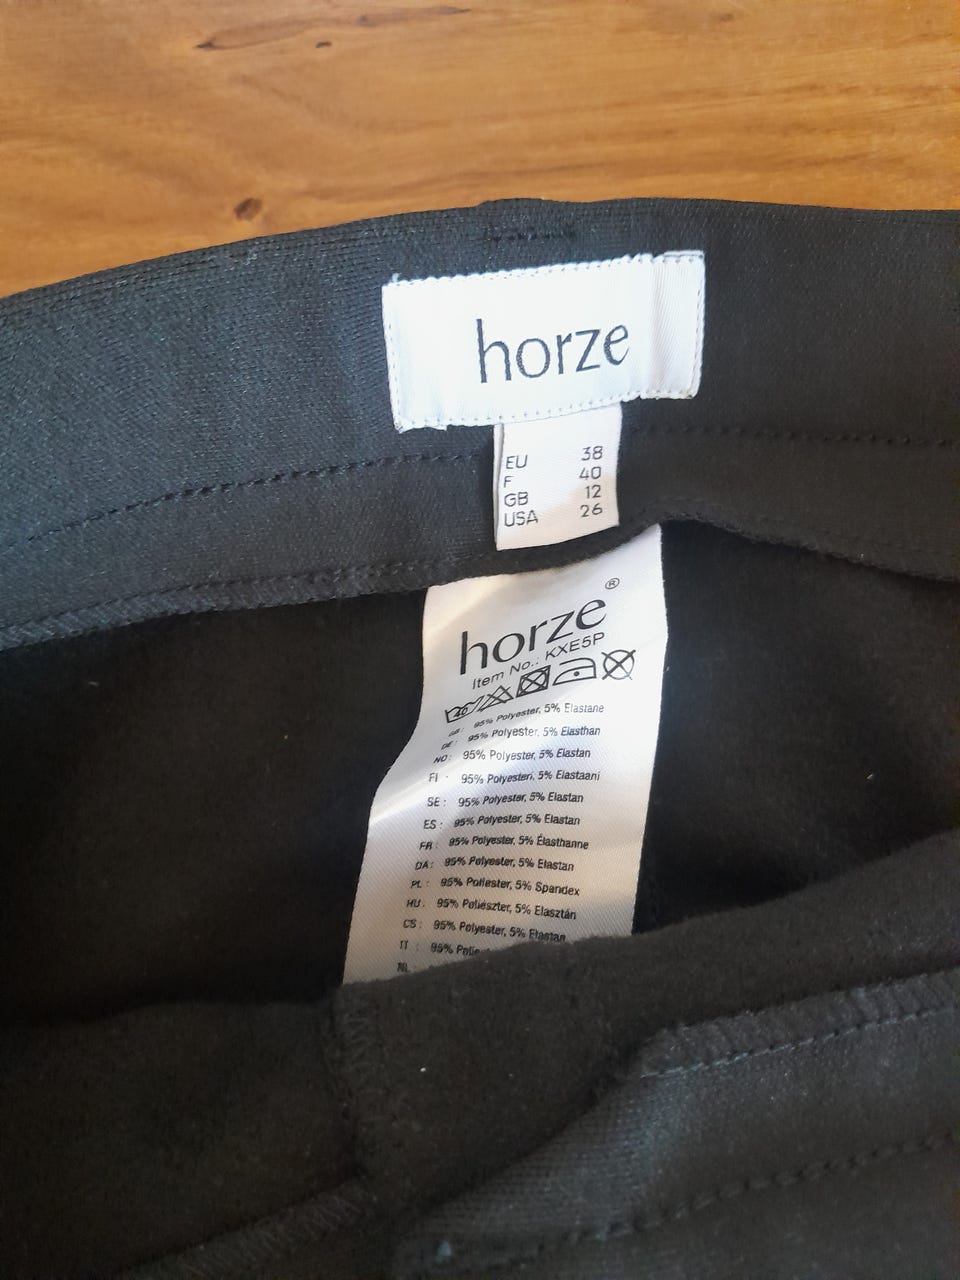 horze
EU 38
F 40
GB 12
USA 26
horze®
Item No.: KXE5P
40
GB: 95% Polyester, 5% Elastane
DE: 95% Polyester, 5% Elasthan
NO: 95% Polyester, 5% Elastan
FI : 95% Polyesteri, 5% Elastaani
SE: 95% Polyester, 5% Elastan
ES: 95% Polyester, 5% Elastan
FR: 95% Polyester, 5% Élasthanne
DA: 95% Polyester, 5% Elastan
PL: 95% Poliester, 5% Spandex
HU: 95% Poliészter, 5% Elasztán
CS: 95% Polyester, 5% Elastan
IT : 95%
NL